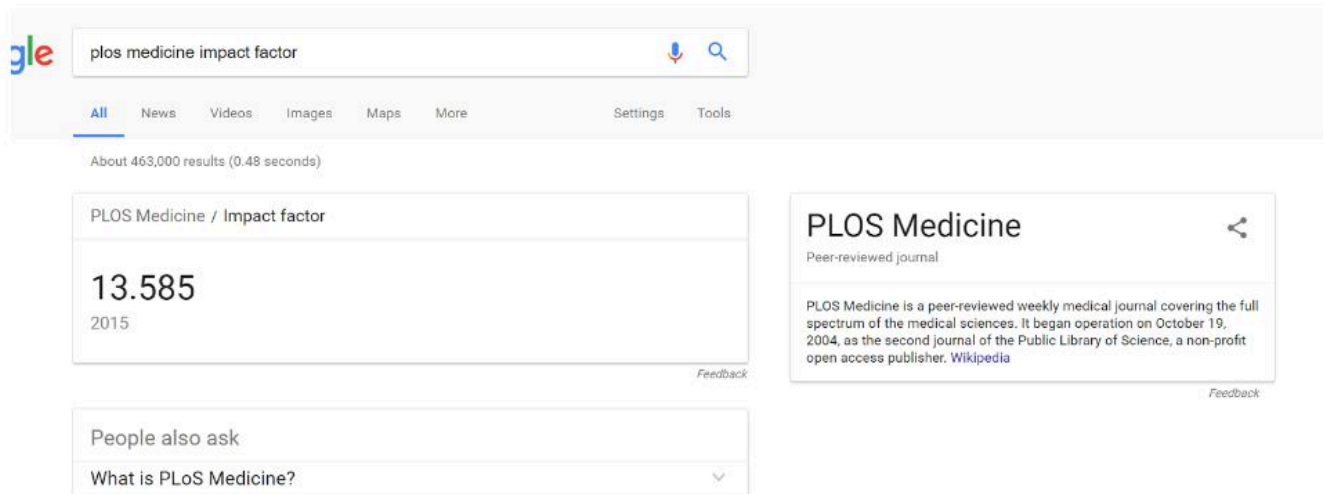 gle
plos medicine impact factor
All News Videos Images Maps More Settings Tools
About 463,000 results (0.48 seconds)
PLOS Medicine / Impact factor
13.585
2015
Feedback
People also ask
What is PLoS Medicine?
PLOS Medicine
Peer-reviewed journal
PLOS Medicine is a peer-reviewed weekly medical journal covering the full
spectrum of the medical sciences. It began operation on October 19,
2004, as the second journal of the Public Library of Science, a non-profit
open access publisher. Wikipedia
Feedback